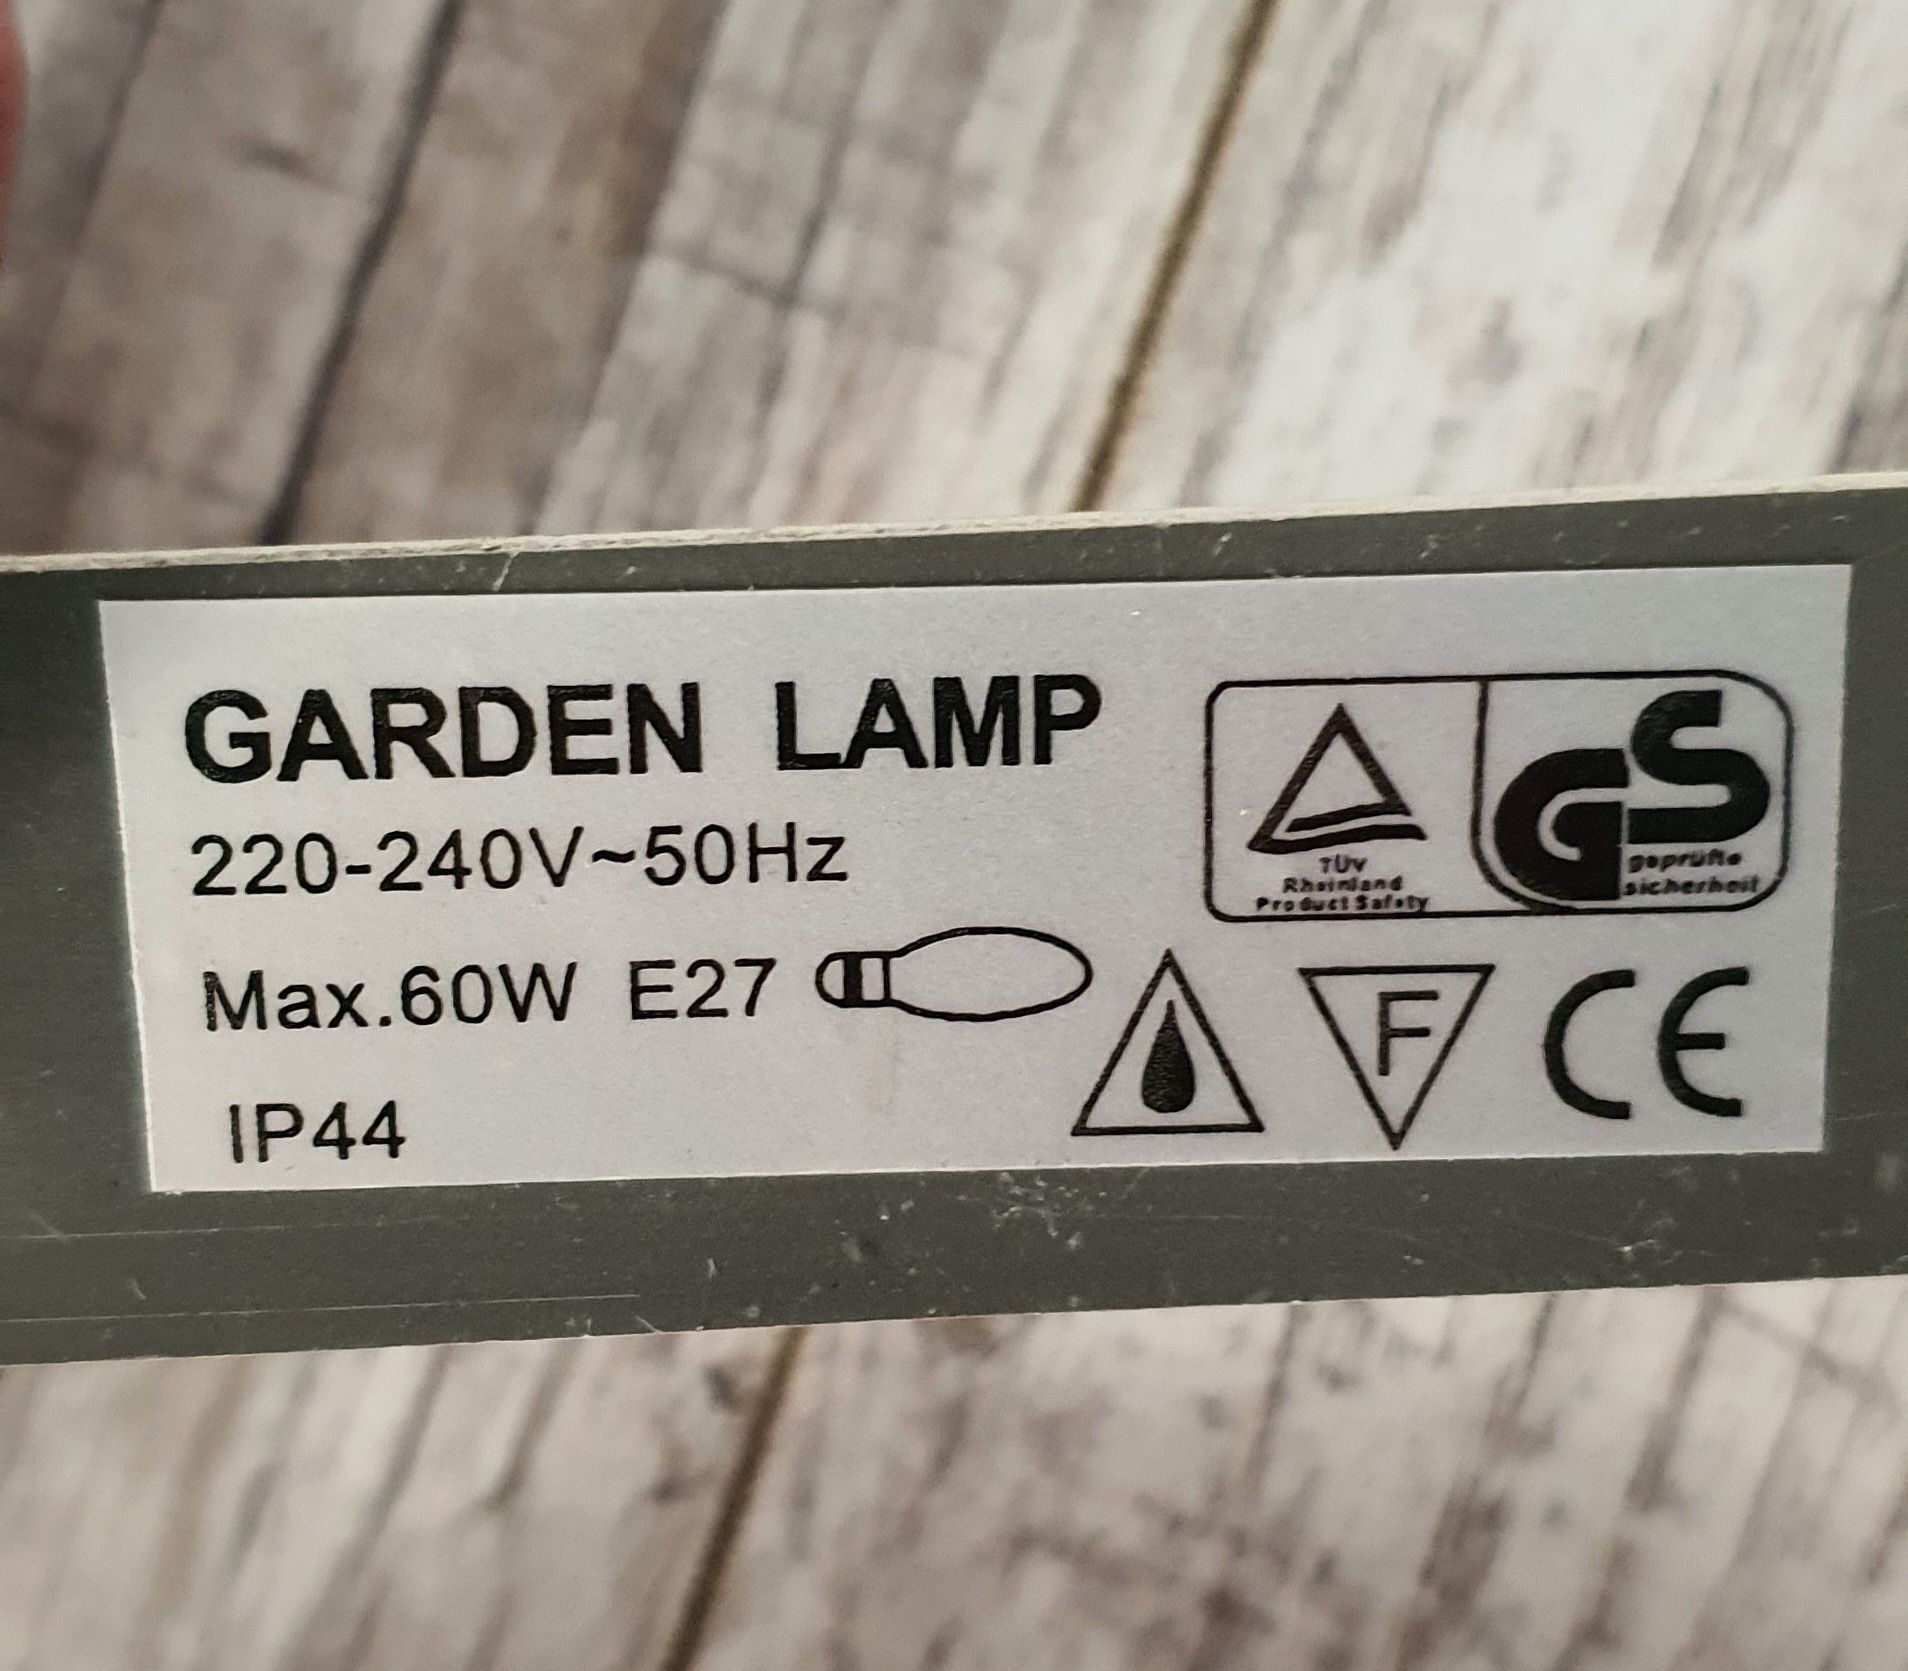 GARDEN LAMP
220-240V~50Hz
Max.60W E27
IP44
TÜV
Rheinland
Product Safety
GS
geprüfte
sicherheit
F
CE